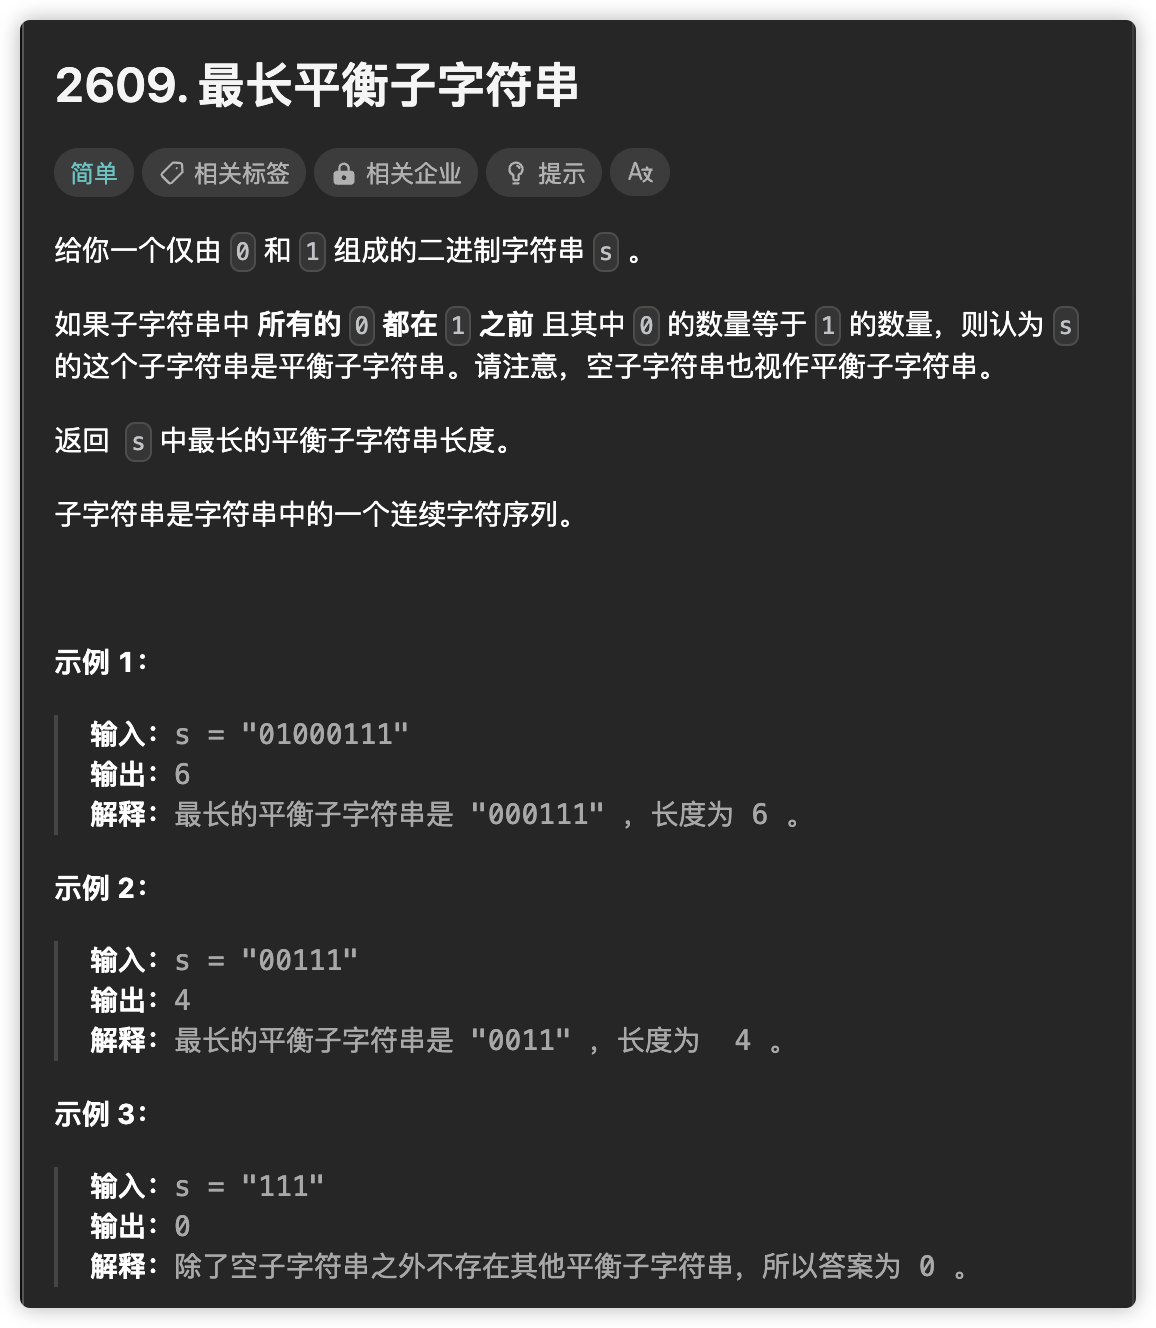 2609. 最长平衡子字符串
简单 相关标签 相关企业 提示 A文
给你一个仅由 0 和 1 组成的二进制字符串 s 。
如果子字符串中 所有的 0 都在 1 之前 且其中 0 的数量等于 1 的数量，则认为 s
的这个子字符串是平衡子字符串。请注意，空子字符串也视作平衡子字符串。
返回 s 中最长的平衡子字符串长度。
子字符串是字符串中的一个连续字符序列。
示例 1：
输入：s = "01000111"
输出：6
解释：最长的平衡子字符串是 "000111" ，长度为 6 。
示例 2：
输入：s = "00111"
输出：4
解释：最长的平衡子字符串是 "0011" ，长度为  4 。
示例 3：
输入：s = "111"
输出：0
解释：除了空子字符串之外不存在其他平衡子字符串，所以答案为 0 。